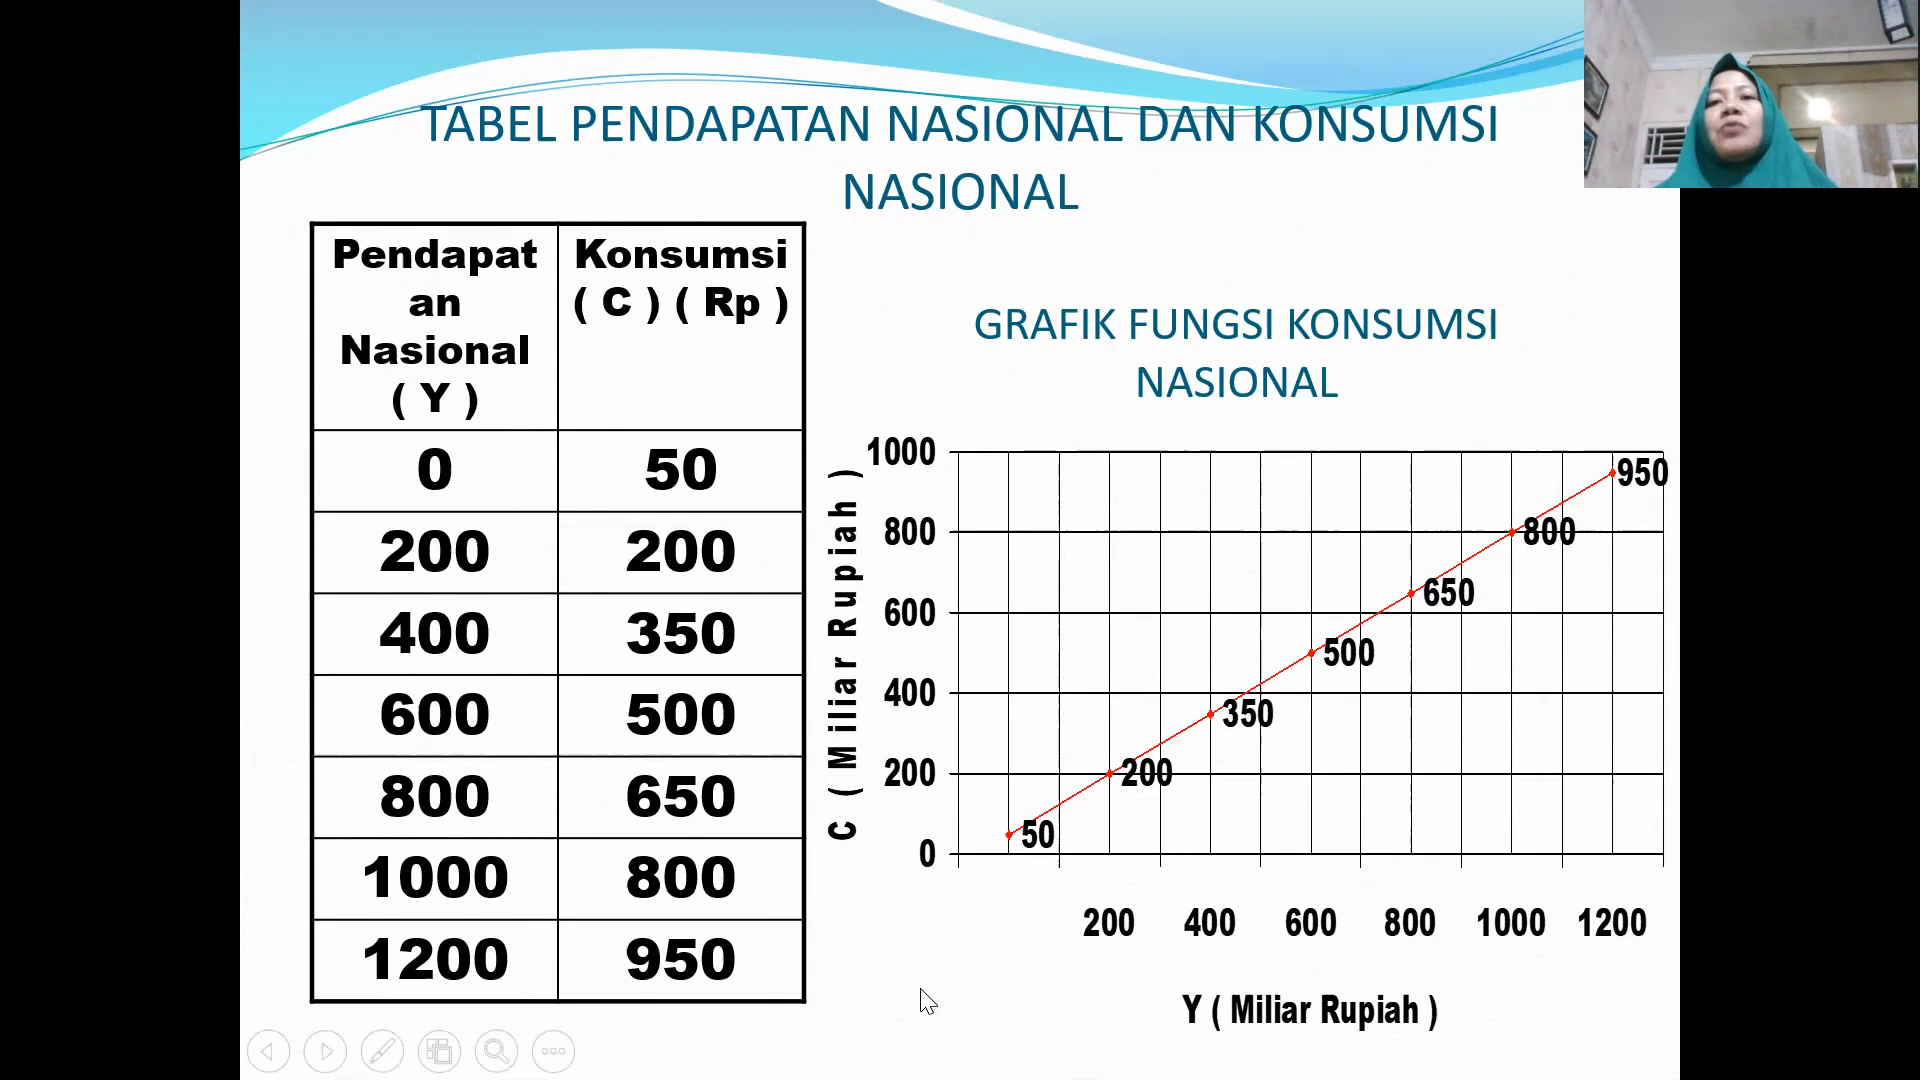 TABEL PENDAPATAN NASIONAL DAN KONSUMSI
NASIONAL
Pendapat
an
Nasional
( Y )
Konsumsi
( C ) ( Rp )
0 50
200 200
400 350
600 500
800 650
1000 800
1200 950
GRAFIK FUNGSI KONSUMSI
NASIONAL
C ( Miliar Rupiah )
1000
800
600
400
200
0
50
200
350
500
650
800
950
200 400 600 800 1000 1200
Y ( Miliar Rupiah )